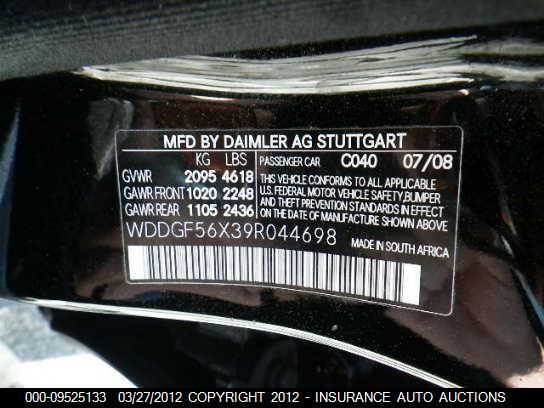 MFD BY DAIMLER AG STUTTGART
KG LBS PASSENGER CAR C040 07/08
GVWR 2095 4618 THIS VEHICLE CONFORMS TO ALL APPLICABLE
GAWR FRONT 1020 2248 U.S. FEDERAL MOTOR VEHICLE SAFETY, BUMPER
GAWR REAR 1105 2436 AND THEFT PREVENTION STANDARDS IN EFFECT
ON THE DATE OF MANUFACTURE SHOWN ABOVE
WDDGF56X39R044698 MADE IN SOUTH AFRICA
000-09525133 03/27/2012 COPYRIGHT 2012 - INSURANCE AUTO AUCTIONS